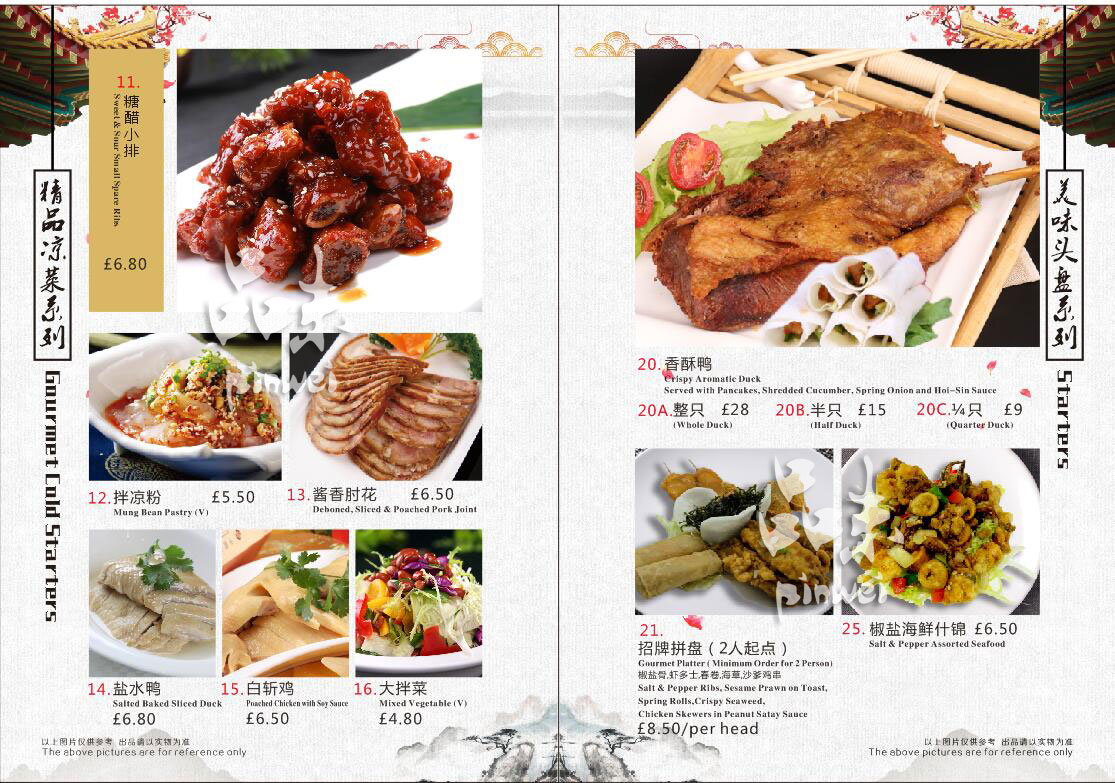 精品凉菜系列
Gourmet Cold Starters
11.
糖醋小排
Sweet & Sour Small Spare Ribs
£6.80
12.拌凉粉 £5.50
Mung Bean Pastry (V)
13.酱香肘花 £6.50
Deboned, Sliced & Poached Pork Joint
14.盐水鸭
Salted Baked Sliced Duck
£6.80
15.白斩鸡
Poached Chicken with Soy Sauce
£6.50
16.大拌菜
Mixed Vegetable (V)
£4.80
以上图片仅供参考 出品请以实物为准
The above pictures are for reference only
品味
pinwei
美味头盘系列
Starters
20.香酥鸭
Crispy Aromatic Duck
Served with Pancakes, Shredded Cucumber, Spring Onion and Hoi-Sin Sauce
20A.整只 £28 20B.半只 £15 20C.¼只 £9
(Whole Duck) (Half Duck) (Quarter Duck)
21.
招牌拼盘（2人起点）
Gourmet Platter ( Minimum Order for 2 Person)
椒盐骨,虾多士,春卷,海草,沙爹鸡串
Salt & Pepper Ribs, Sesame Prawn on Toast,
Spring Rolls,Crispy Seaweed,
Chicken Skewers in Peanut Satay Sauce
£8.50/per head
25.椒盐海鲜什锦 £6.50
Salt & Pepper Assorted Seafood
品味
pinwei
以上图片仅供参考 出品请以实物为准
The above pictures are for reference only